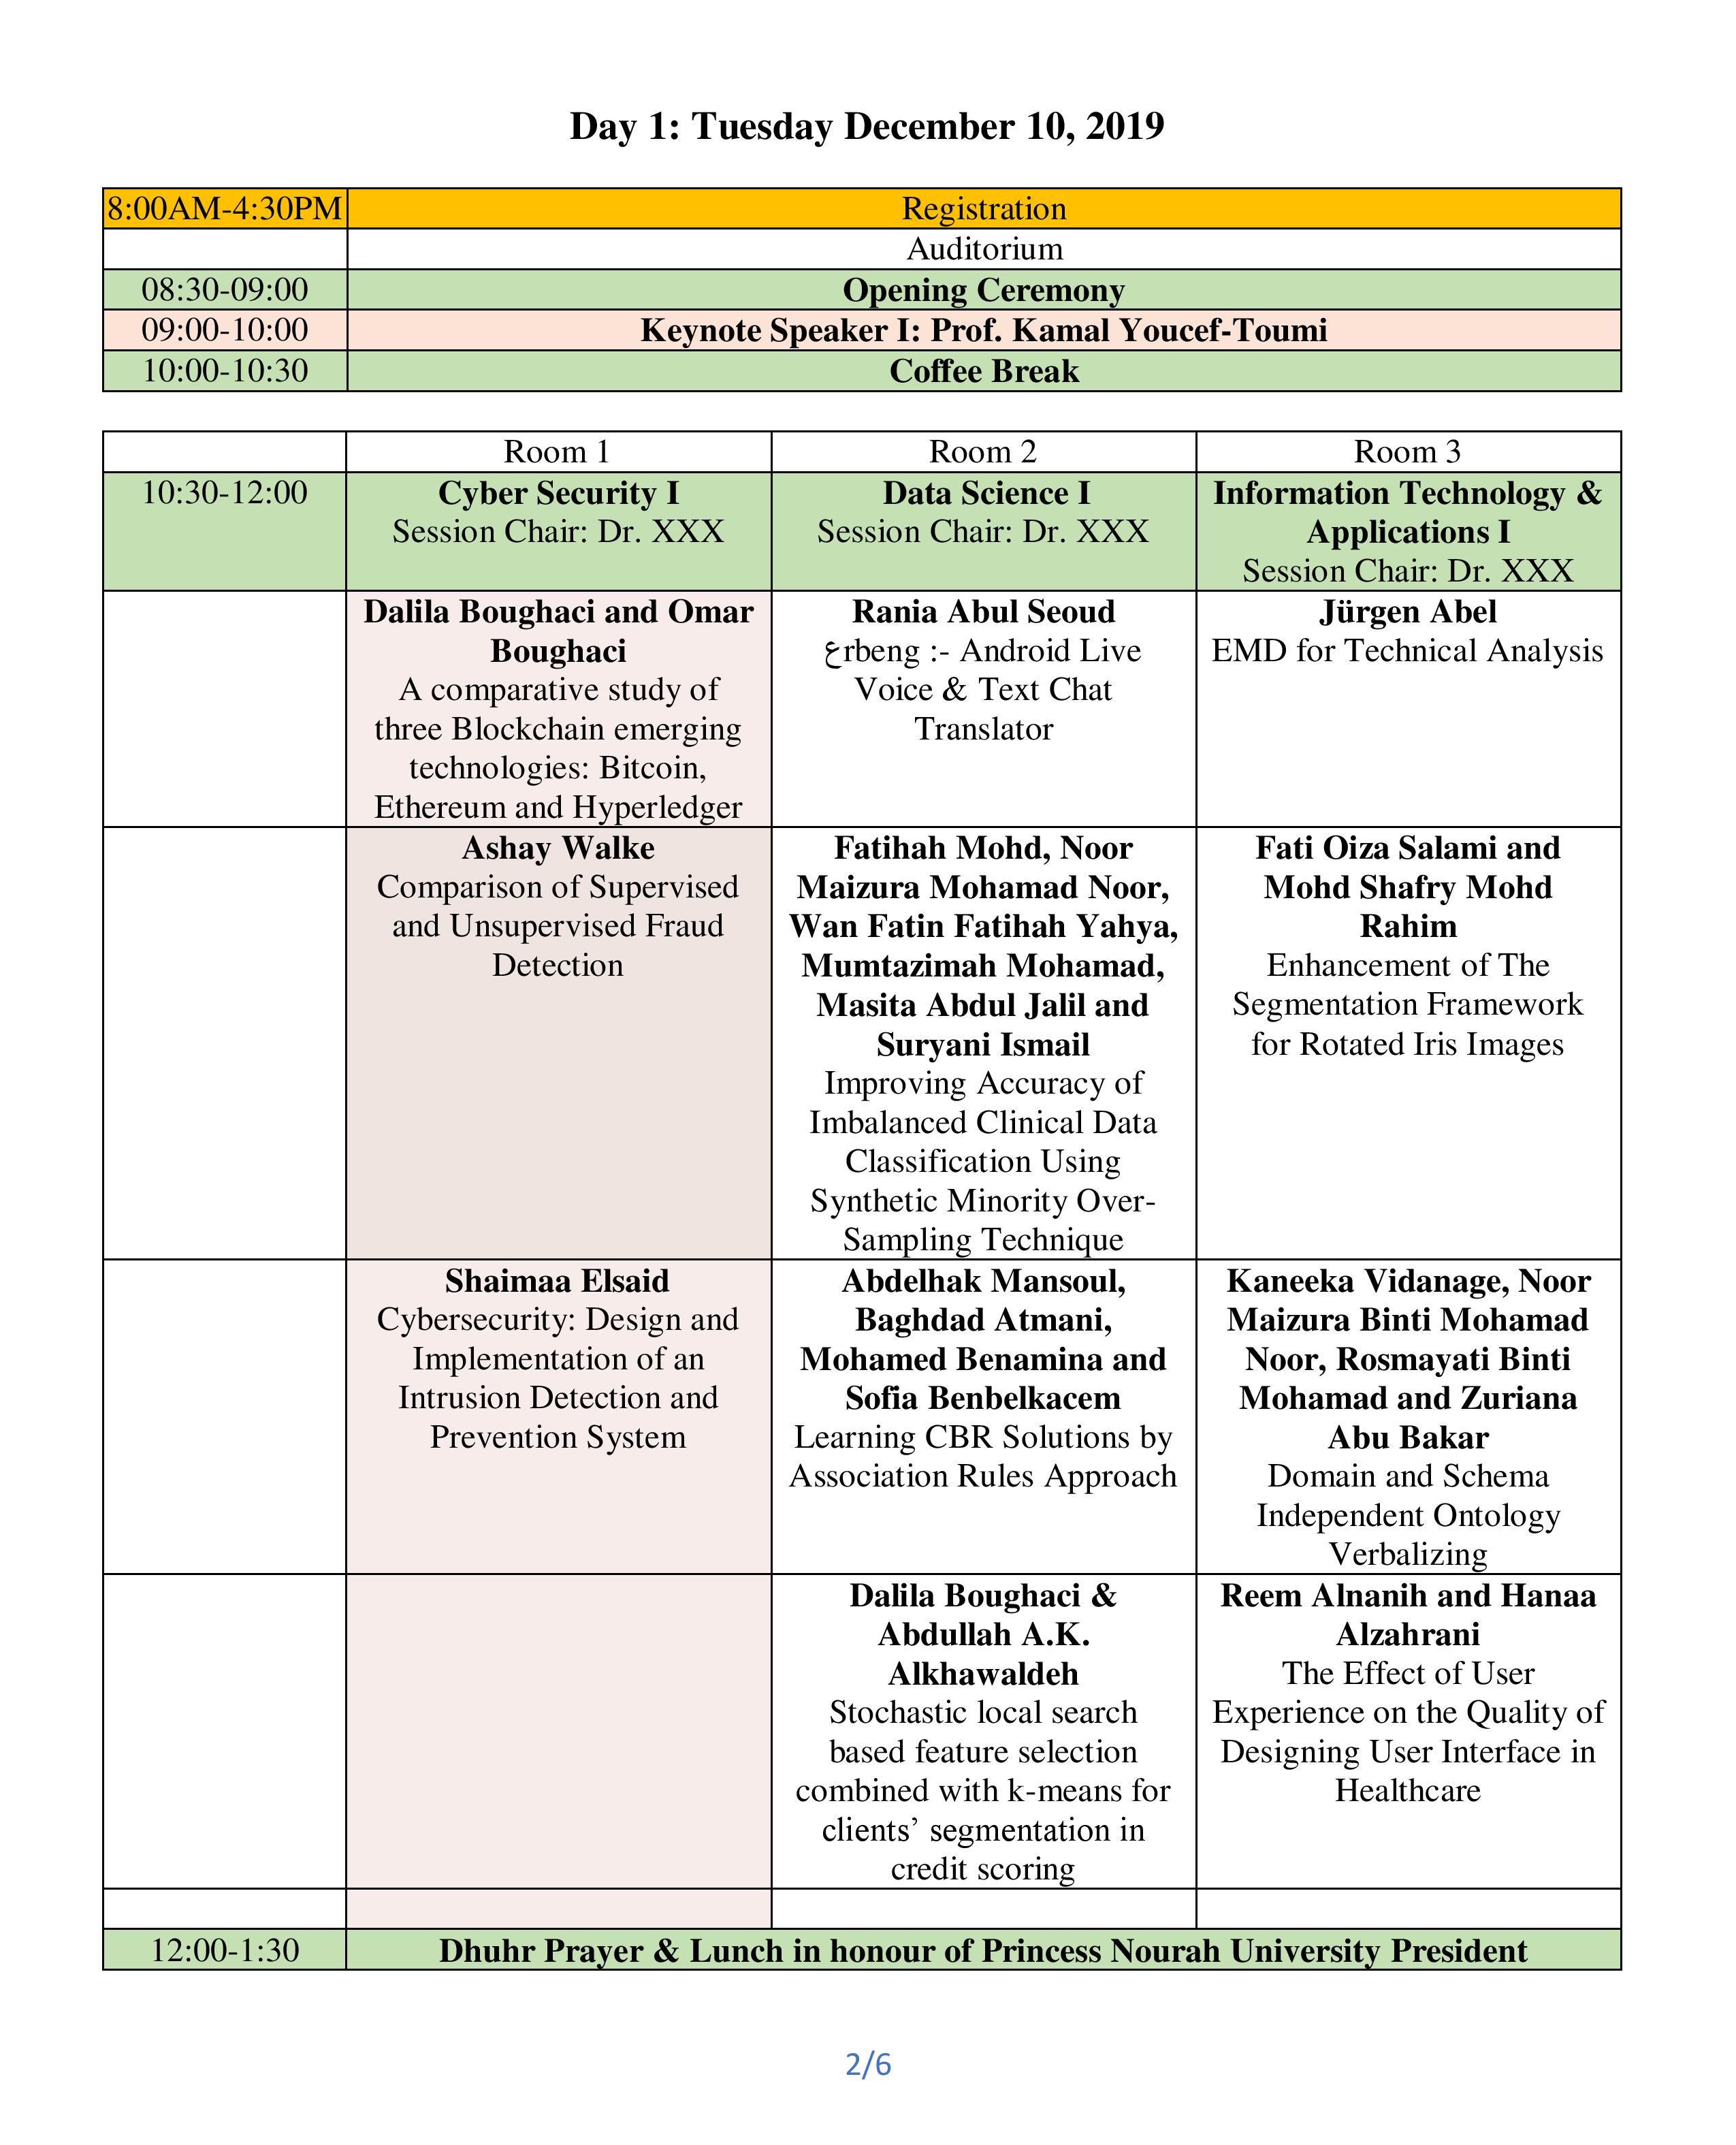 Day 1: Tuesday December 10, 2019
8:00AM-4:30PM Registration
Auditorium
08:30-09:00 Opening Ceremony
09:00-10:00 Keynote Speaker I: Prof. Kamal Youcef-Toumi
10:00-10:30 Coffee Break
Room 1 Room 2 Room 3
10:30-12:00
Cyber Security I
Session Chair: Dr. XXX
Data Science I
Session Chair: Dr. XXX
Information Technology &
Applications I
Session Chair: Dr. XXX
Dalila Boughaci and Omar
Boughaci
A comparative study of
three Blockchain emerging
technologies: Bitcoin,
Ethereum and Hyperledger
Rania Abul Seoud
عrbeng :- Android Live
Voice & Text Chat
Translator
Jürgen Abel
EMD for Technical Analysis
Ashay Walke
Comparison of Supervised
and Unsupervised Fraud
Detection
Fatihah Mohd, Noor
Maizura Mohamad Noor,
Wan Fatin Fatihah Yahya,
Mumtazimah Mohamad,
Masita Abdul Jalil and
Suryani Ismail
Improving Accuracy of
Imbalanced Clinical Data
Classification Using
Synthetic Minority Over-
Sampling Technique
Fati Oiza Salami and
Mohd Shafry Mohd
Rahim
Enhancement of The
Segmentation Framework
for Rotated Iris Images
Shaimaa Elsaid
Cybersecurity: Design and
Implementation of an
Intrusion Detection and
Prevention System
Abdelhak Mansoul,
Baghdad Atmani,
Mohamed Benamina and
Sofia Benbelkacem
Learning CBR Solutions by
Association Rules Approach
Kaneeka Vidanage, Noor
Maizura Binti Mohamad
Noor, Rosmayati Binti
Mohamad and Zuriana
Abu Bakar
Domain and Schema
Independent Ontology
Verbalizing
Dalila Boughaci &
Abdullah A.K.
Alkhawaldeh
Stochastic local search
based feature selection
combined with k-means for
clients’ segmentation in
credit scoring
Reem Alnanih and Hanaa
Alzahrani
The Effect of User
Experience on the Quality of
Designing User Interface in
Healthcare
12:00-1:30 Dhuhr Prayer & Lunch in honour of Princess Nourah University President
2/6